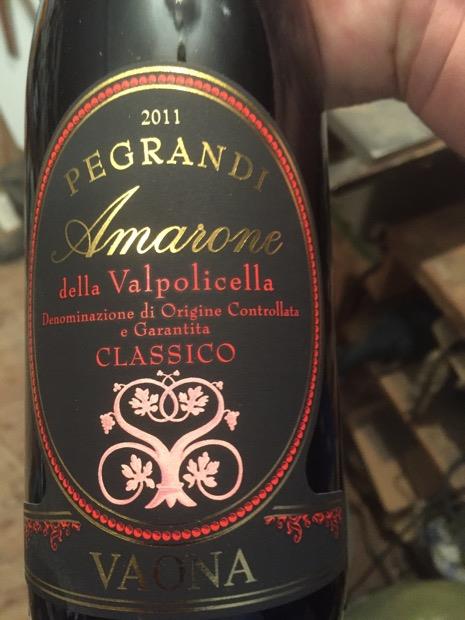 2011
PEGRANDI
Amarone
della Valpolicella
Denominazione di Origine Controllata
e Garantita
CLASSICO
VAONA